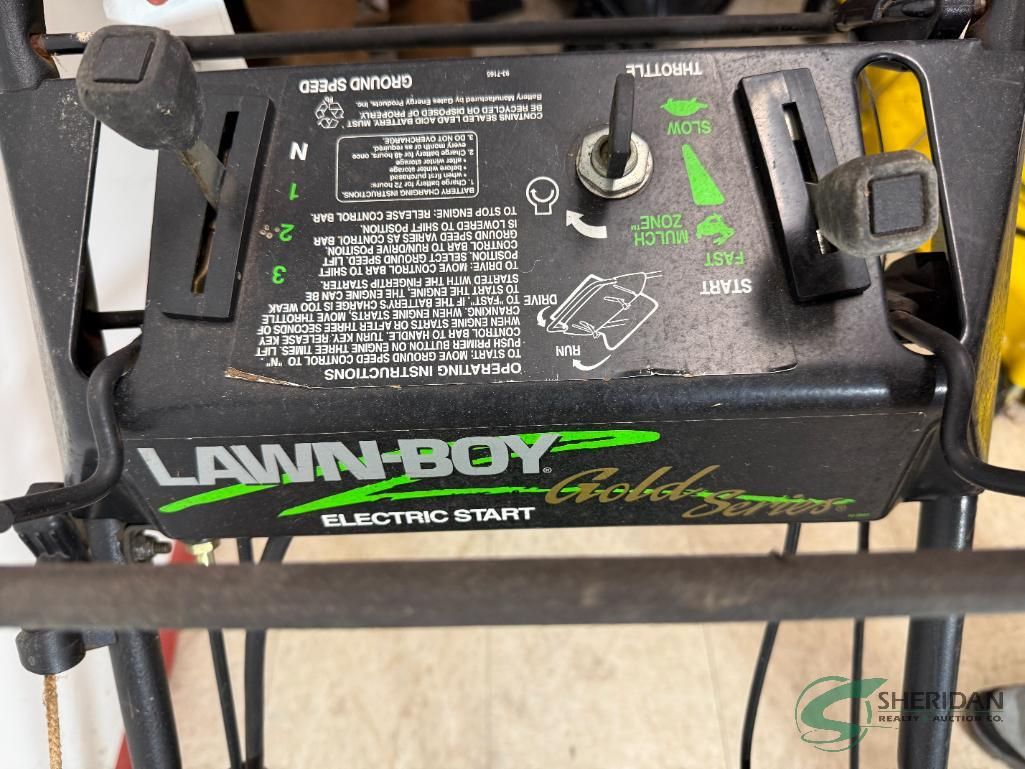 GROUND SPEED
N
1
2
3
93-7165
CONTAINS SEALED LEAD ACID BATTERY. MUST
BE RECYCLED OR DISPOSED OF PROPERLY.
Battery Manufactured by Gates Energy Products, Inc.
BATTERY CHARGING INSTRUCTIONS:
1. Charge battery for 72 hours:
• when first purchased
• before winter storage
• after winter storage
2. Charge battery for 48 hours, once
every month or as required.
3. DO NOT OVERCHARGE.
THROTTLE
SLOW
MULCH
ZONE™
FAST
START
DRIVE
RUN
OPERATING INSTRUCTIONS
TO START: MOVE GROUND SPEED CONTROL TO "N"
PUSH PRIMER BUTTON ON ENGINE THREE TIMES. LIFT
CONTROL BAR TO HANDLE. TURN KEY. RELEASE KEY
WHEN ENGINE STARTS OR AFTER THREE SECONDS OF
CRANKING. WHEN ENGINE STARTS, MOVE THROTTLE
TO "FAST". IF THE BATTERY'S CHARGE IS TOO WEAK
TO START THE ENGINE, THE ENGINE CAN BE
STARTED WITH THE FINGERTIP STARTER.
TO DRIVE: MOVE CONTROL BAR TO SHIFT
POSITION. SELECT GROUND SPEED. LIFT
CONTROL BAR TO RUN/DRIVE POSITION.
GROUND SPEED VARIES AS CONTROL BAR
IS LOWERED TO SHIFT POSITION.
TO STOP ENGINE: RELEASE CONTROL BAR.
LAWN-BOY®
Gold Series®
ELECTRIC START
SHERIDAN
REALTY & AUCTION CO.